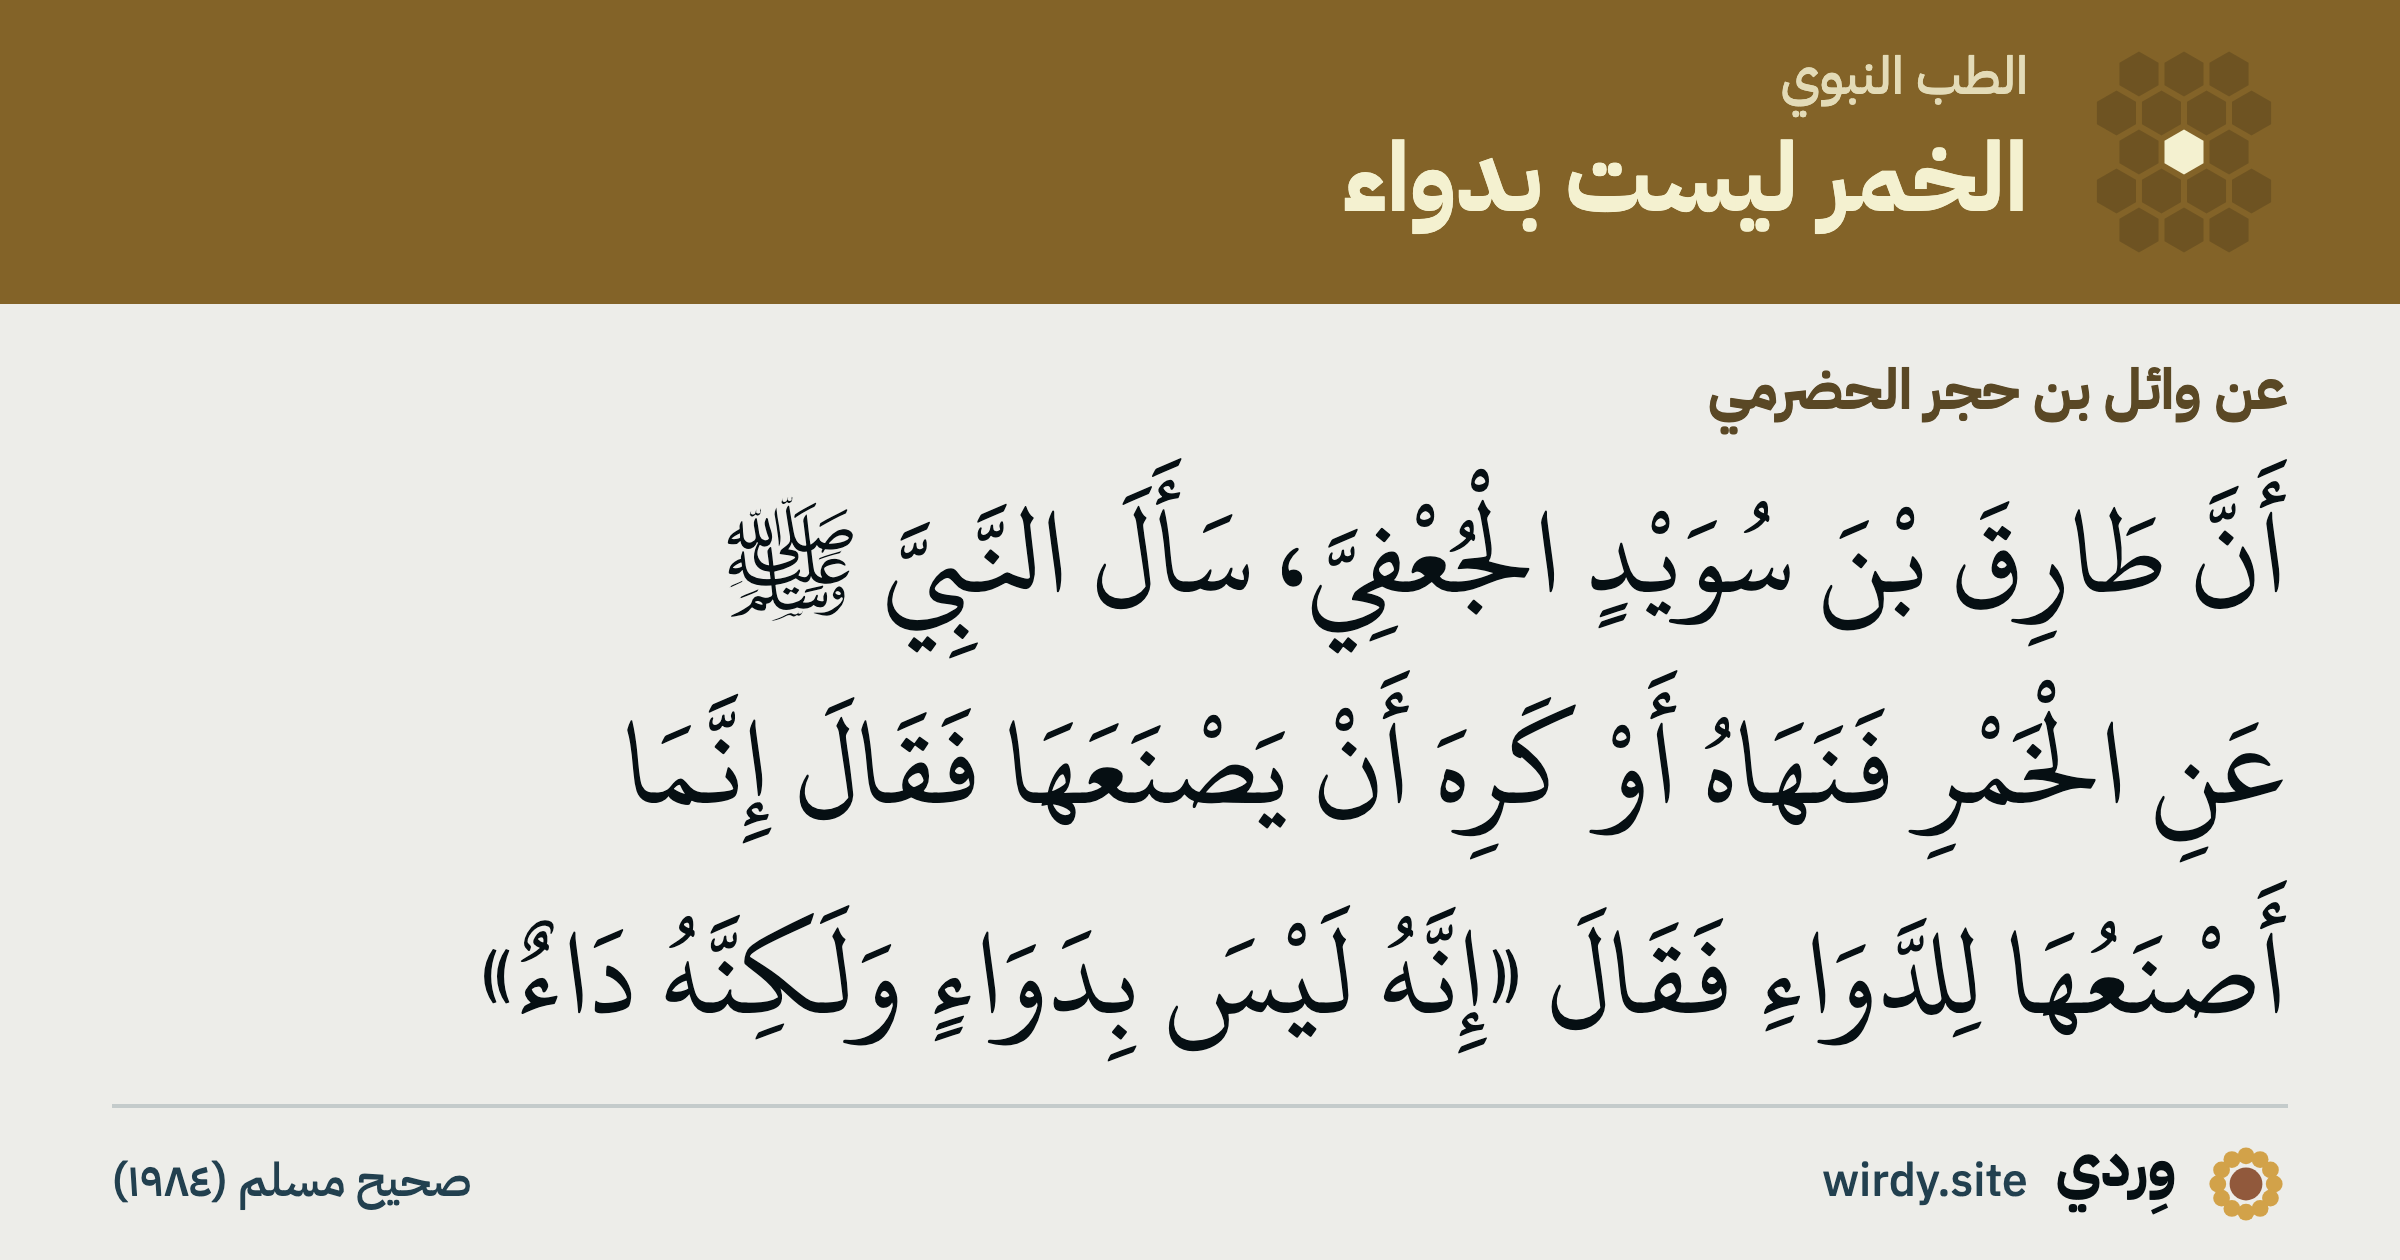 الطب النبوي
الخمر ليست بدواء
عن وائل بن حجر الحضرمي
أَنَّ طَارِقَ بْنَ سُوَيْدٍ الْجُعْفِيَّ، سَأَلَ النَّبِيَّ ﷺ
عَنِ الْخَمْرِ فَنَهَاهُ أَوْ كَرِهَ أَنْ يَصْنَعَهَا فَقَالَ إِنَّمَا
أَصْنَعُهَا لِلدَّوَاءِ فَقَالَ «إِنَّهُ لَيْسَ بِدَوَاءٍ وَلَكِنَّهُ دَاءٌ»
وِردي wirdy.site
صحيح مسلم (١٩٨٤)